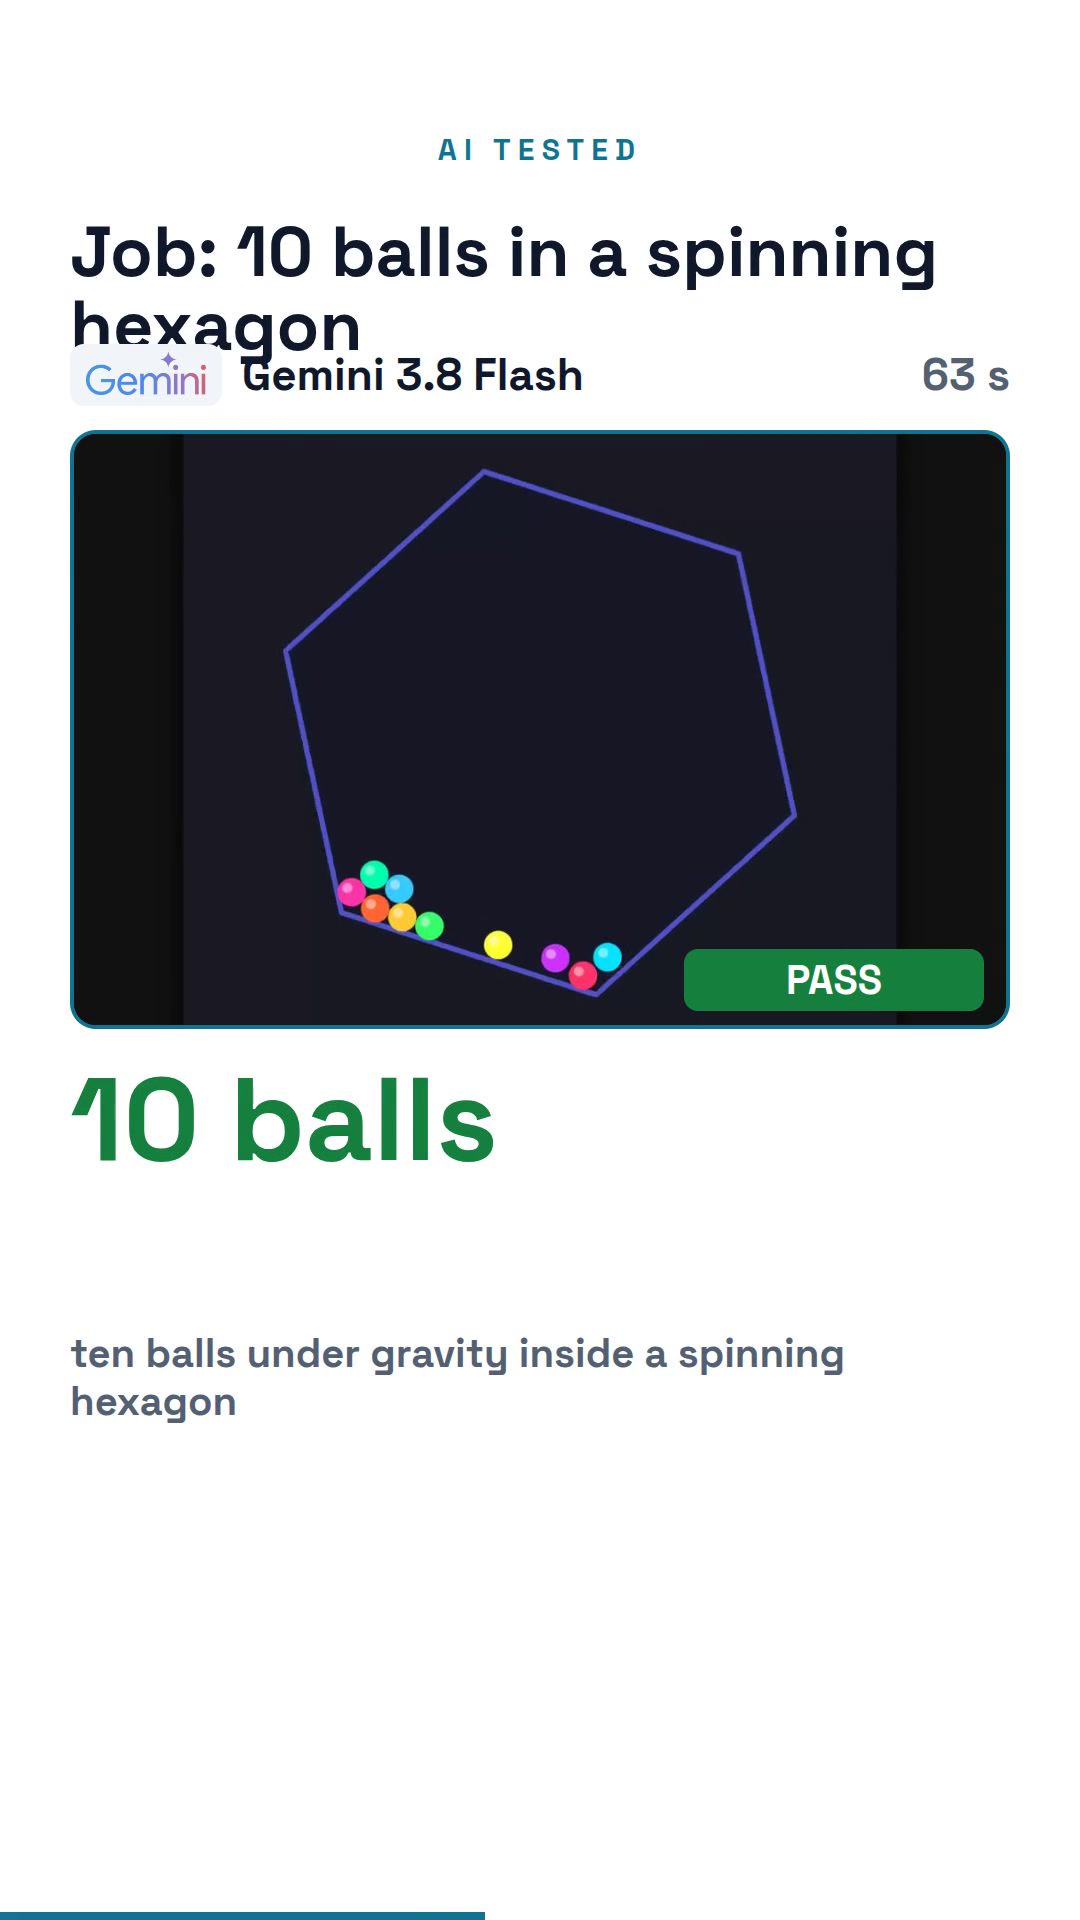 AI TESTED
Job: 10 balls in a spinning
hexagon
Gemini Gemini 3.8 Flash 63 s
PASS
10 balls
ten balls under gravity inside a spinning
hexagon